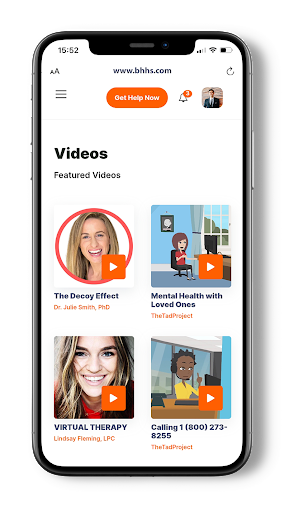 15:52
AA
www.bhhs.com
Get Help Now
3
Videos
Featured Videos
The Decoy Effect
Dr. Julie Smith, PhD
Mental Health with
Loved Ones
TheTadProject
VIRTUAL THERAPY
Lindsay Fleming, LPC
Calling 1 (800) 273-
8255
TheTadProject